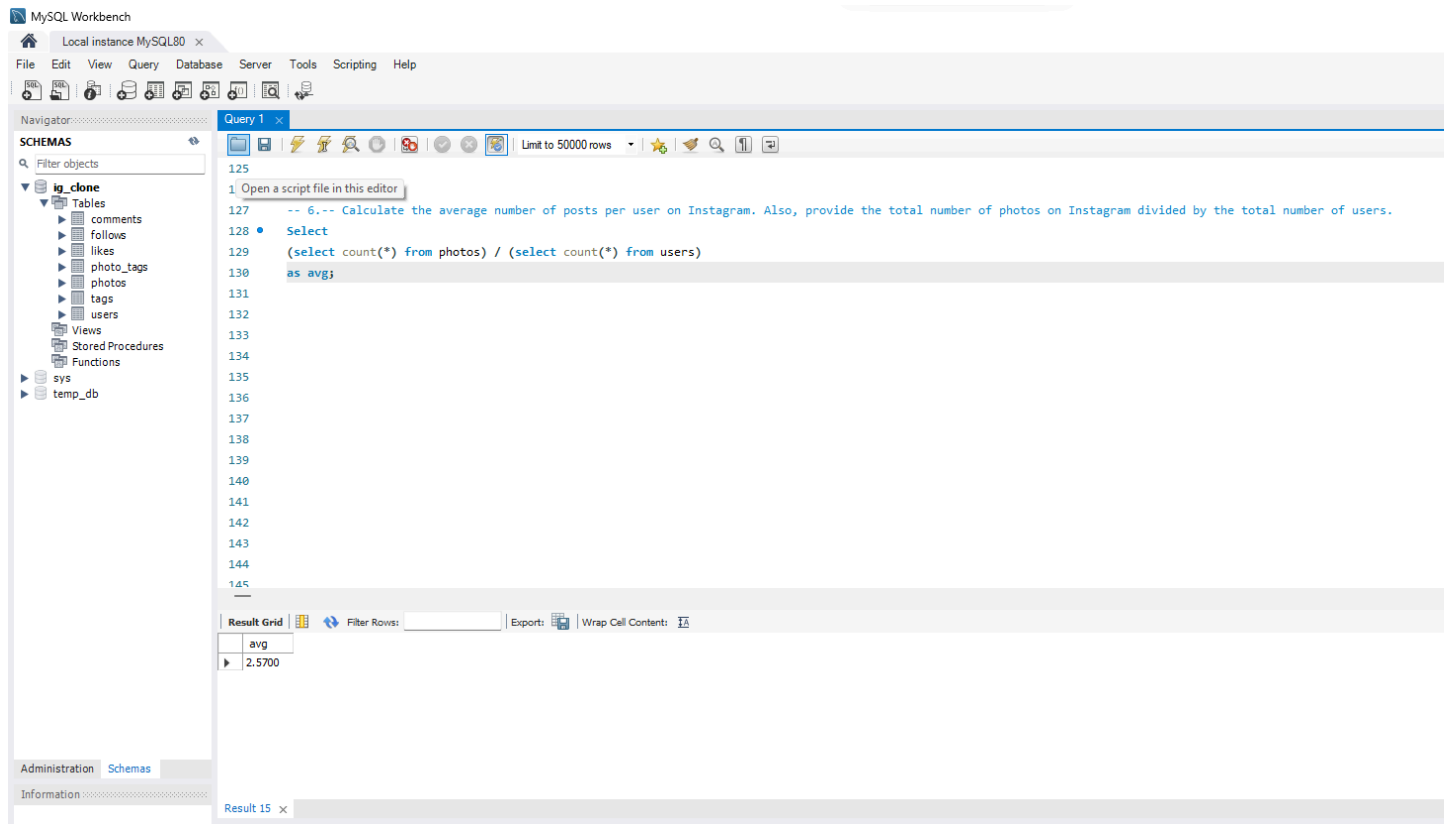 MySQL Workbench
Local instance MySQL80
File Edit View Query Database Server Tools Scripting Help
Navigator
SCHEMAS
Filter objects
ig_clone
Tables
comments
follows
likes
photo_tags
photos
tags
users
Views
Stored Procedures
Functions
sys
temp_db
Administration Schemas
Information
Query 1
Limit to 50000 rows
125
1 Open a script file in this editor
127 -- 6.-- Calculate the average number of posts per user on Instagram. Also, provide the total number of photos on Instagram divided by the total number of users.
128 Select
129 (select count(*) from photos) / (select count(*) from users)
130 as avg;
131
132
133
134
135
136
137
138
139
140
141
142
143
144
145
Result Grid Filter Rows: Export: Wrap Cell Content:
avg
2.5700
Result 15